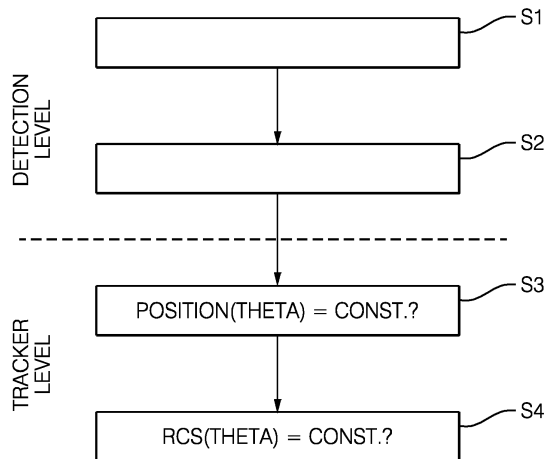 S1
DETECTION
LEVEL
S2
S3
POSITION(THETA) = CONST.?
TRACKER
LEVEL
S4
RCS(THETA) = CONST.?